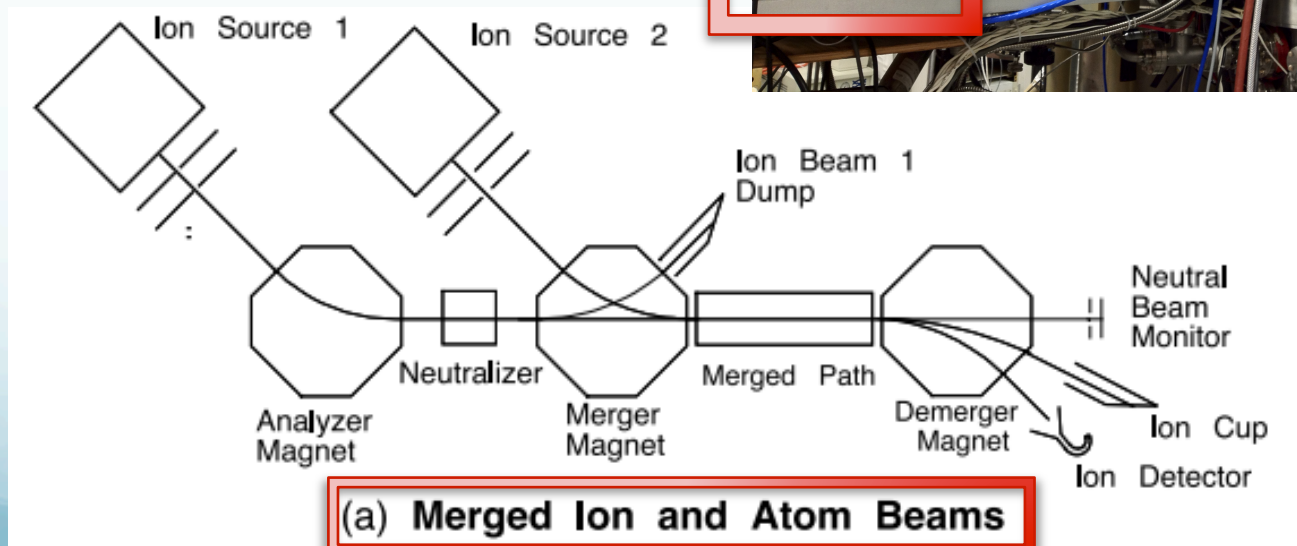 Ion Source 1
Ion Source 2
Ion Beam 1
Dump
Neutral
Beam
Monitor
Neutralizer
Merged Path
Analyzer
Magnet
Merger
Magnet
Demerger
Magnet
Ion Cup
Ion Detector
(a) Merged Ion and Atom Beams